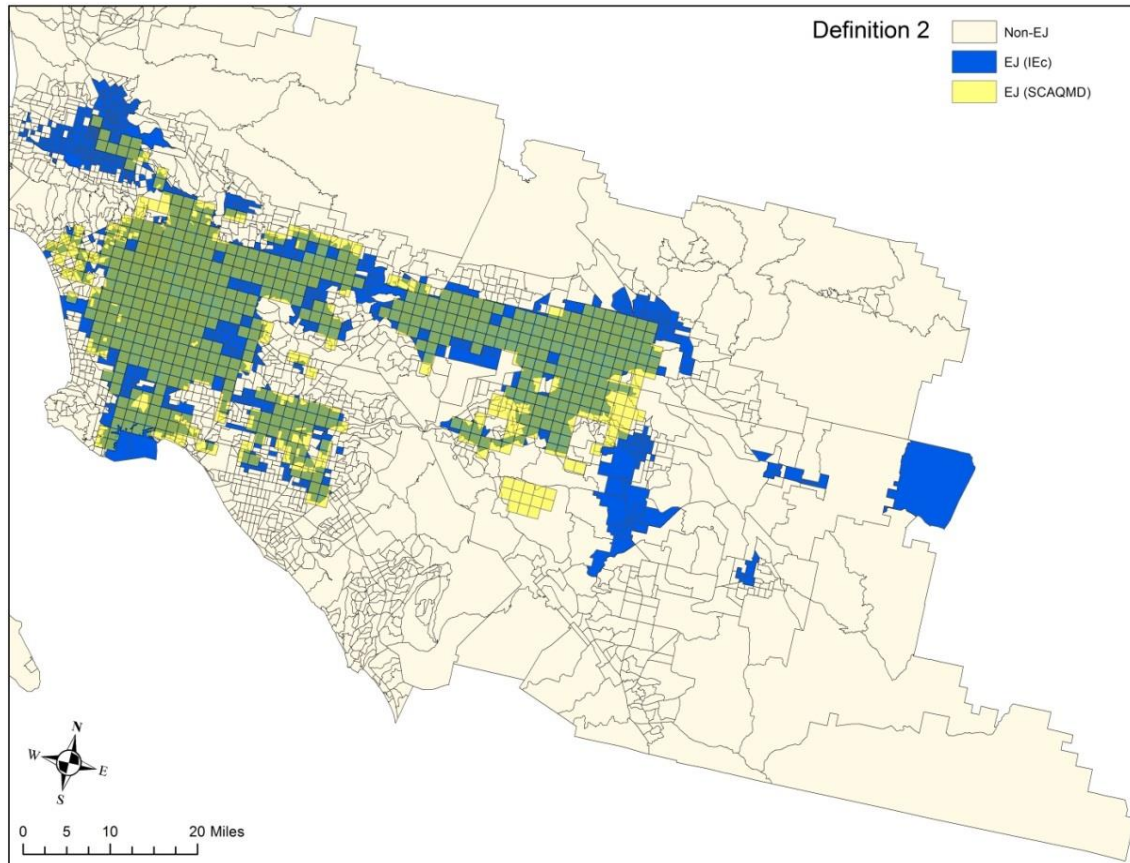 Definition 2
Non-EJ
EJ (IEc)
EJ (SCAQMD)
N
W
E
S
0 5 10 20 Miles